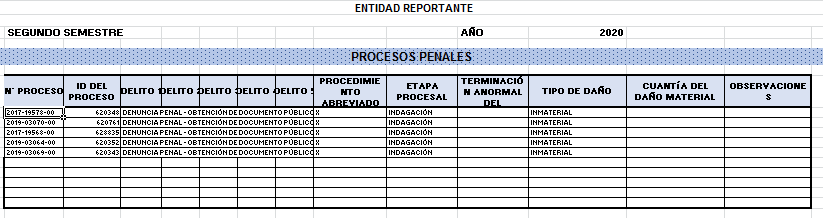 ENTIDAD REPORTANTE
SEGUNDO SEMESTRE AÑO 2020
PROCESOS PENALES
N° PROCESO ID DEL PROCESO DELITO 1 DELITO DELITO DELITO DELITO PROCEDIMIENTO ABREVIADO ETAPA PROCESAL TERMINACIÓN ANORMAL DEL TIPO DE DAÑO CUANTÍA DEL DAÑO MATERIAL OBSERVACIONES
2017-19578-00 620348 DENUNCIA PENAL - OBTENCIÓN DE DOCUMENTO PÚBLICO X INDAGACIÓN INMATERIAL
2019-03070-00 620761 DENUNCIA PENAL - OBTENCIÓN DE DOCUMENTO PÚBLICO X INDAGACIÓN INMATERIAL
2017-19568-00 628835 DENUNCIA PENAL - OBTENCIÓN DE DOCUMENTO PÚBLICO X INDAGACIÓN INMATERIAL
2019-03064-00 620352 DENUNCIA PENAL - OBTENCIÓN DE DOCUMENTO PÚBLICO X INDAGACIÓN INMATERIAL
2019-03069-00 620343 DENUNCIA PENAL - OBTENCIÓN DE DOCUMENTO PÚBLICO X INDAGACIÓN INMATERIAL